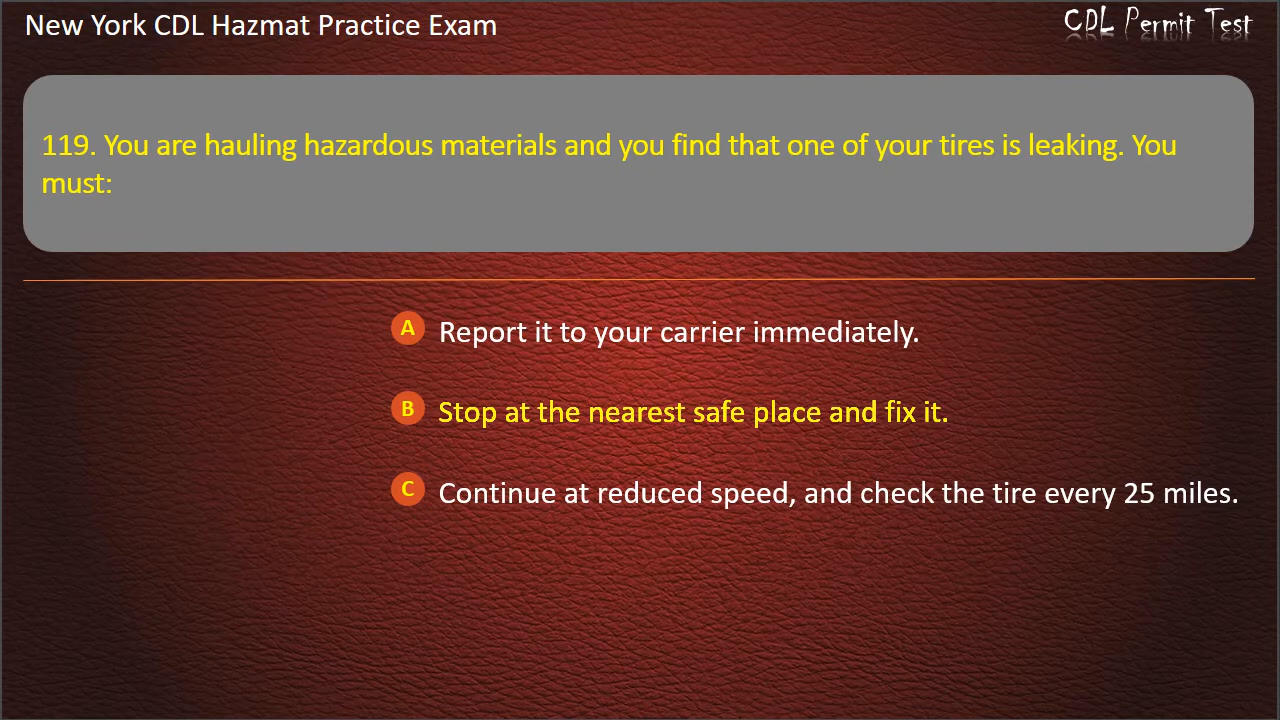 New York CDL Hazmat Practice Exam
CDL Permit Test
119. You are hauling hazardous materials and you find that one of your tires is leaking. You
must:
A Report it to your carrier immediately.
B Stop at the nearest safe place and fix it.
C Continue at reduced speed, and check the tire every 25 miles.